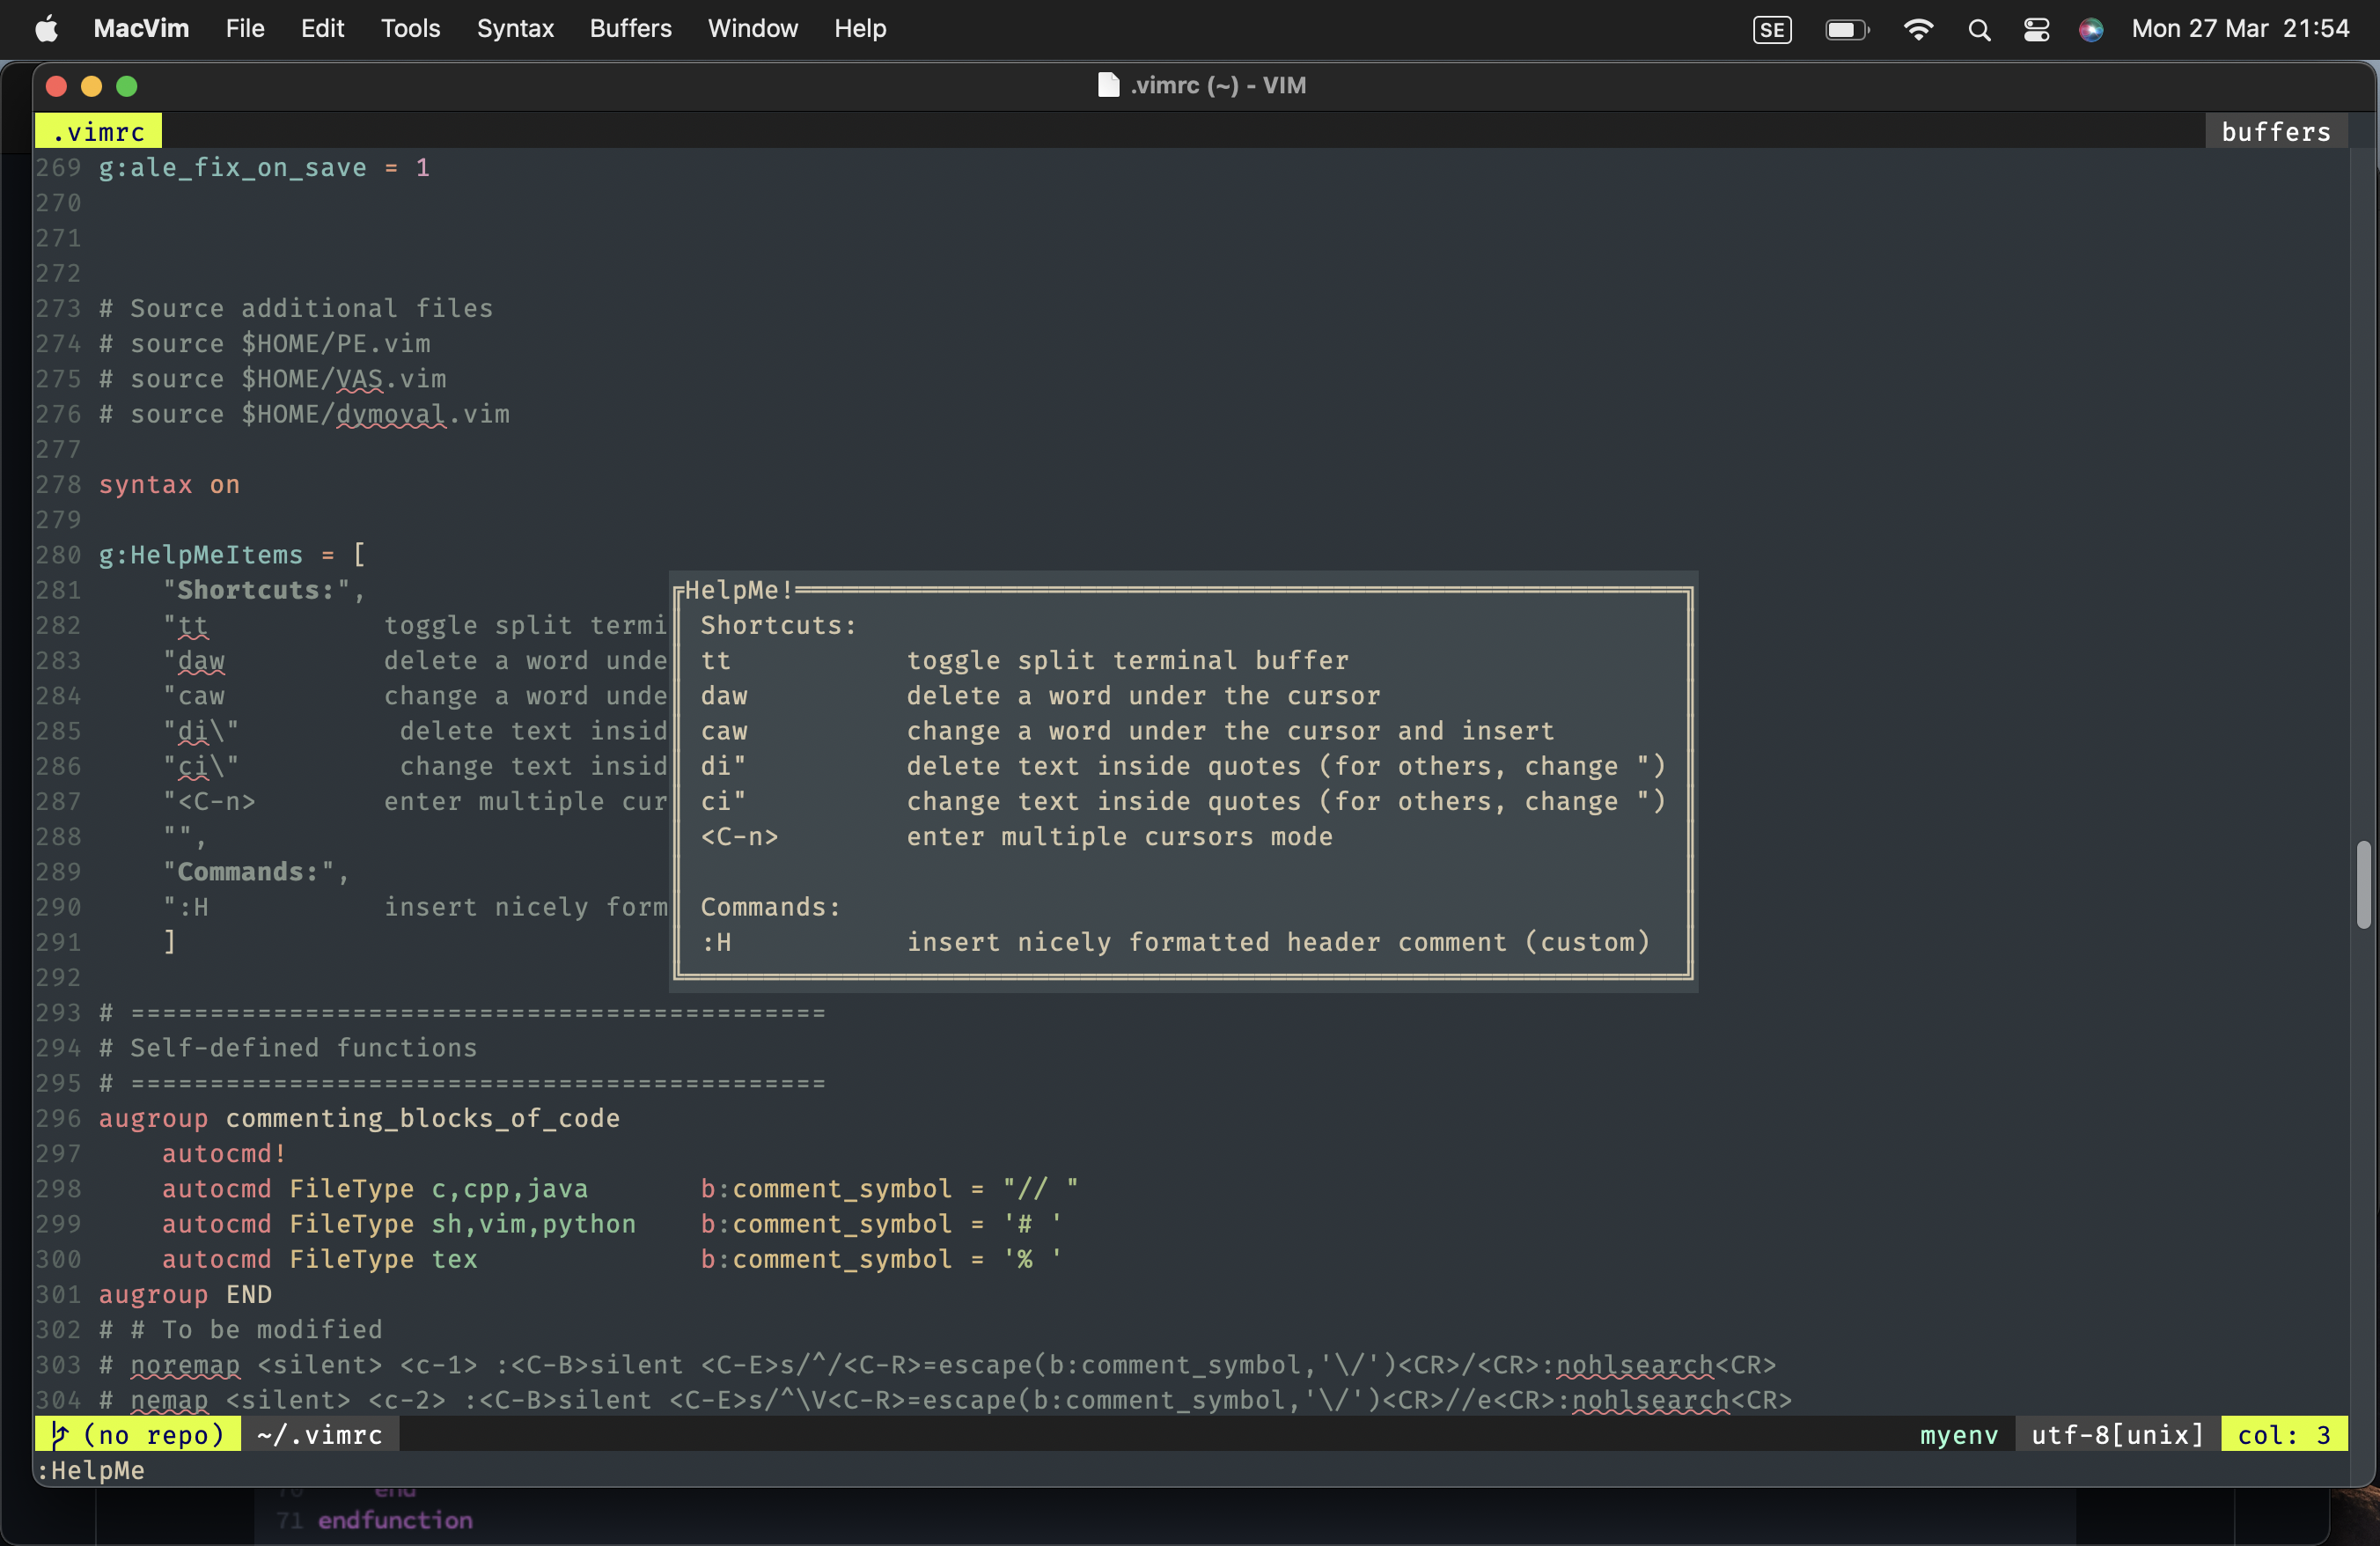 MacVim File Edit Tools Syntax Buffers Window Help SE Mon 27 Mar 21:54
.vimrc (~) - VIM
.vimrc buffers
269 g:ale_fix_on_save = 1
270
271
272
273 # Source additional files
274 # source $HOME/PE.vim
275 # source $HOME/VAS.vim
276 # source $HOME/dymoval.vim
277
278 syntax on
279
280 g:HelpMeItems = [
281 "Shortcuts:",
282 "tt toggle split termi
283 "daw delete a word unde
284 "caw change a word unde
285 "di\" delete text insid
286 "ci\" change text insid
287 "<C-n> enter multiple cur
288 "",
289 "Commands:",
290 ":H insert nicely form
291 ]
292
HelpMe!
Shortcuts:
tt toggle split terminal buffer
daw delete a word under the cursor
caw change a word under the cursor and insert
di" delete text inside quotes (for others, change ")
ci" change text inside quotes (for others, change ")
<C-n> enter multiple cursors mode
Commands:
:H insert nicely formatted header comment (custom)
293 # ============================================
294 # Self-defined functions
295 # ============================================
296 augroup commenting_blocks_of_code
297 autocmd!
298 autocmd FileType c,cpp,java b:comment_symbol = "// "
299 autocmd FileType sh,vim,python b:comment_symbol = '# '
300 autocmd FileType tex b:comment_symbol = '% '
301 augroup END
302 # # To be modified
303 # noremap <silent> <c-1> :<C-B>silent <C-E>s/^/<C-R>=escape(b:comment_symbol,'\/')<CR>/<CR>:nohlsearch<CR>
304 # nemap <silent> <c-2> :<C-B>silent <C-E>s/^\V<C-R>=escape(b:comment_symbol,'\/')<CR>//e<CR>:nohlsearch<CR>
(no repo) ~/.vimrc myenv utf-8[unix] col: 3
:HelpMe
70 end
71 endfunction